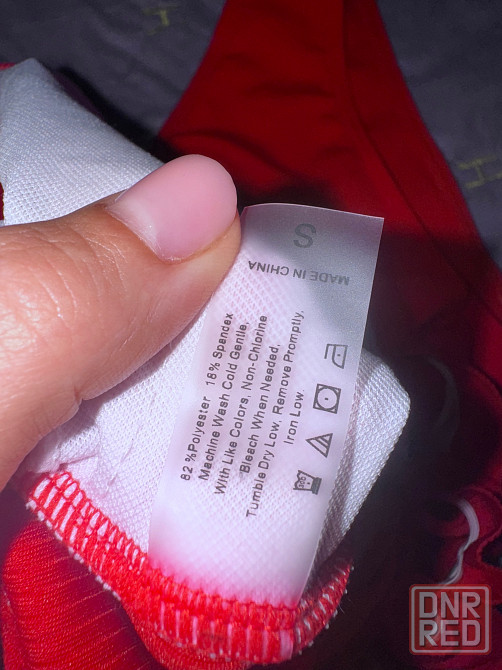 S
MADE IN CHINA
82 %Polyester 18% Spandex
Machine Wash Cold Gentle,
With Like Colors, Non-Chlorine
Bleach When Needed,
Tumble Dry Low, Remove Promptly,
Iron Low.
DNR
RED